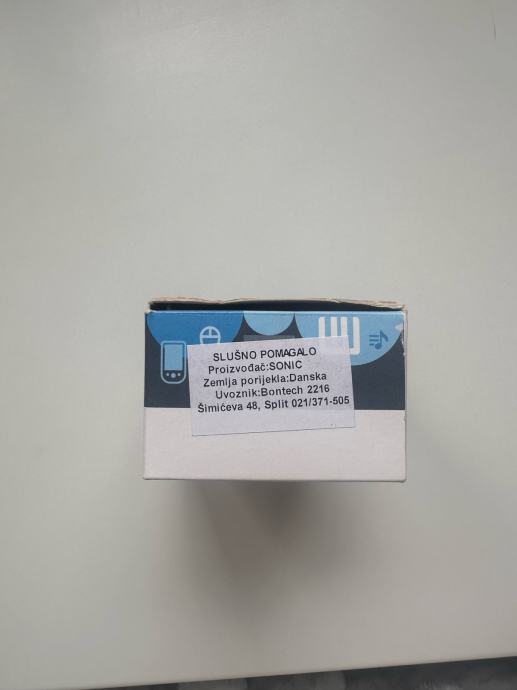 SLUŠNO POMAGALO
Proizvođač:SONIC
Zemlja porijekla:Danska
Uvoznik:Bontech 2216
Šimićeva 48, Split 021/371-505